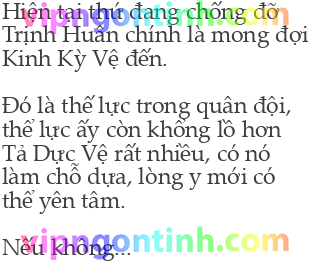 Hiện tại thứ đang chống đỡ
Trịnh Huân chính là mong đợi
Kinh Kỳ Vệ đến.
Đó là thế lực trong quân đội,
thế lực ấy còn khổng lồ hơn
Tả Dực Vệ rất nhiều, có nó
làm chỗ dựa, lòng y mới có
thể yên tâm.
vipngontinh.com
Nếu không...
vipngontinh.com